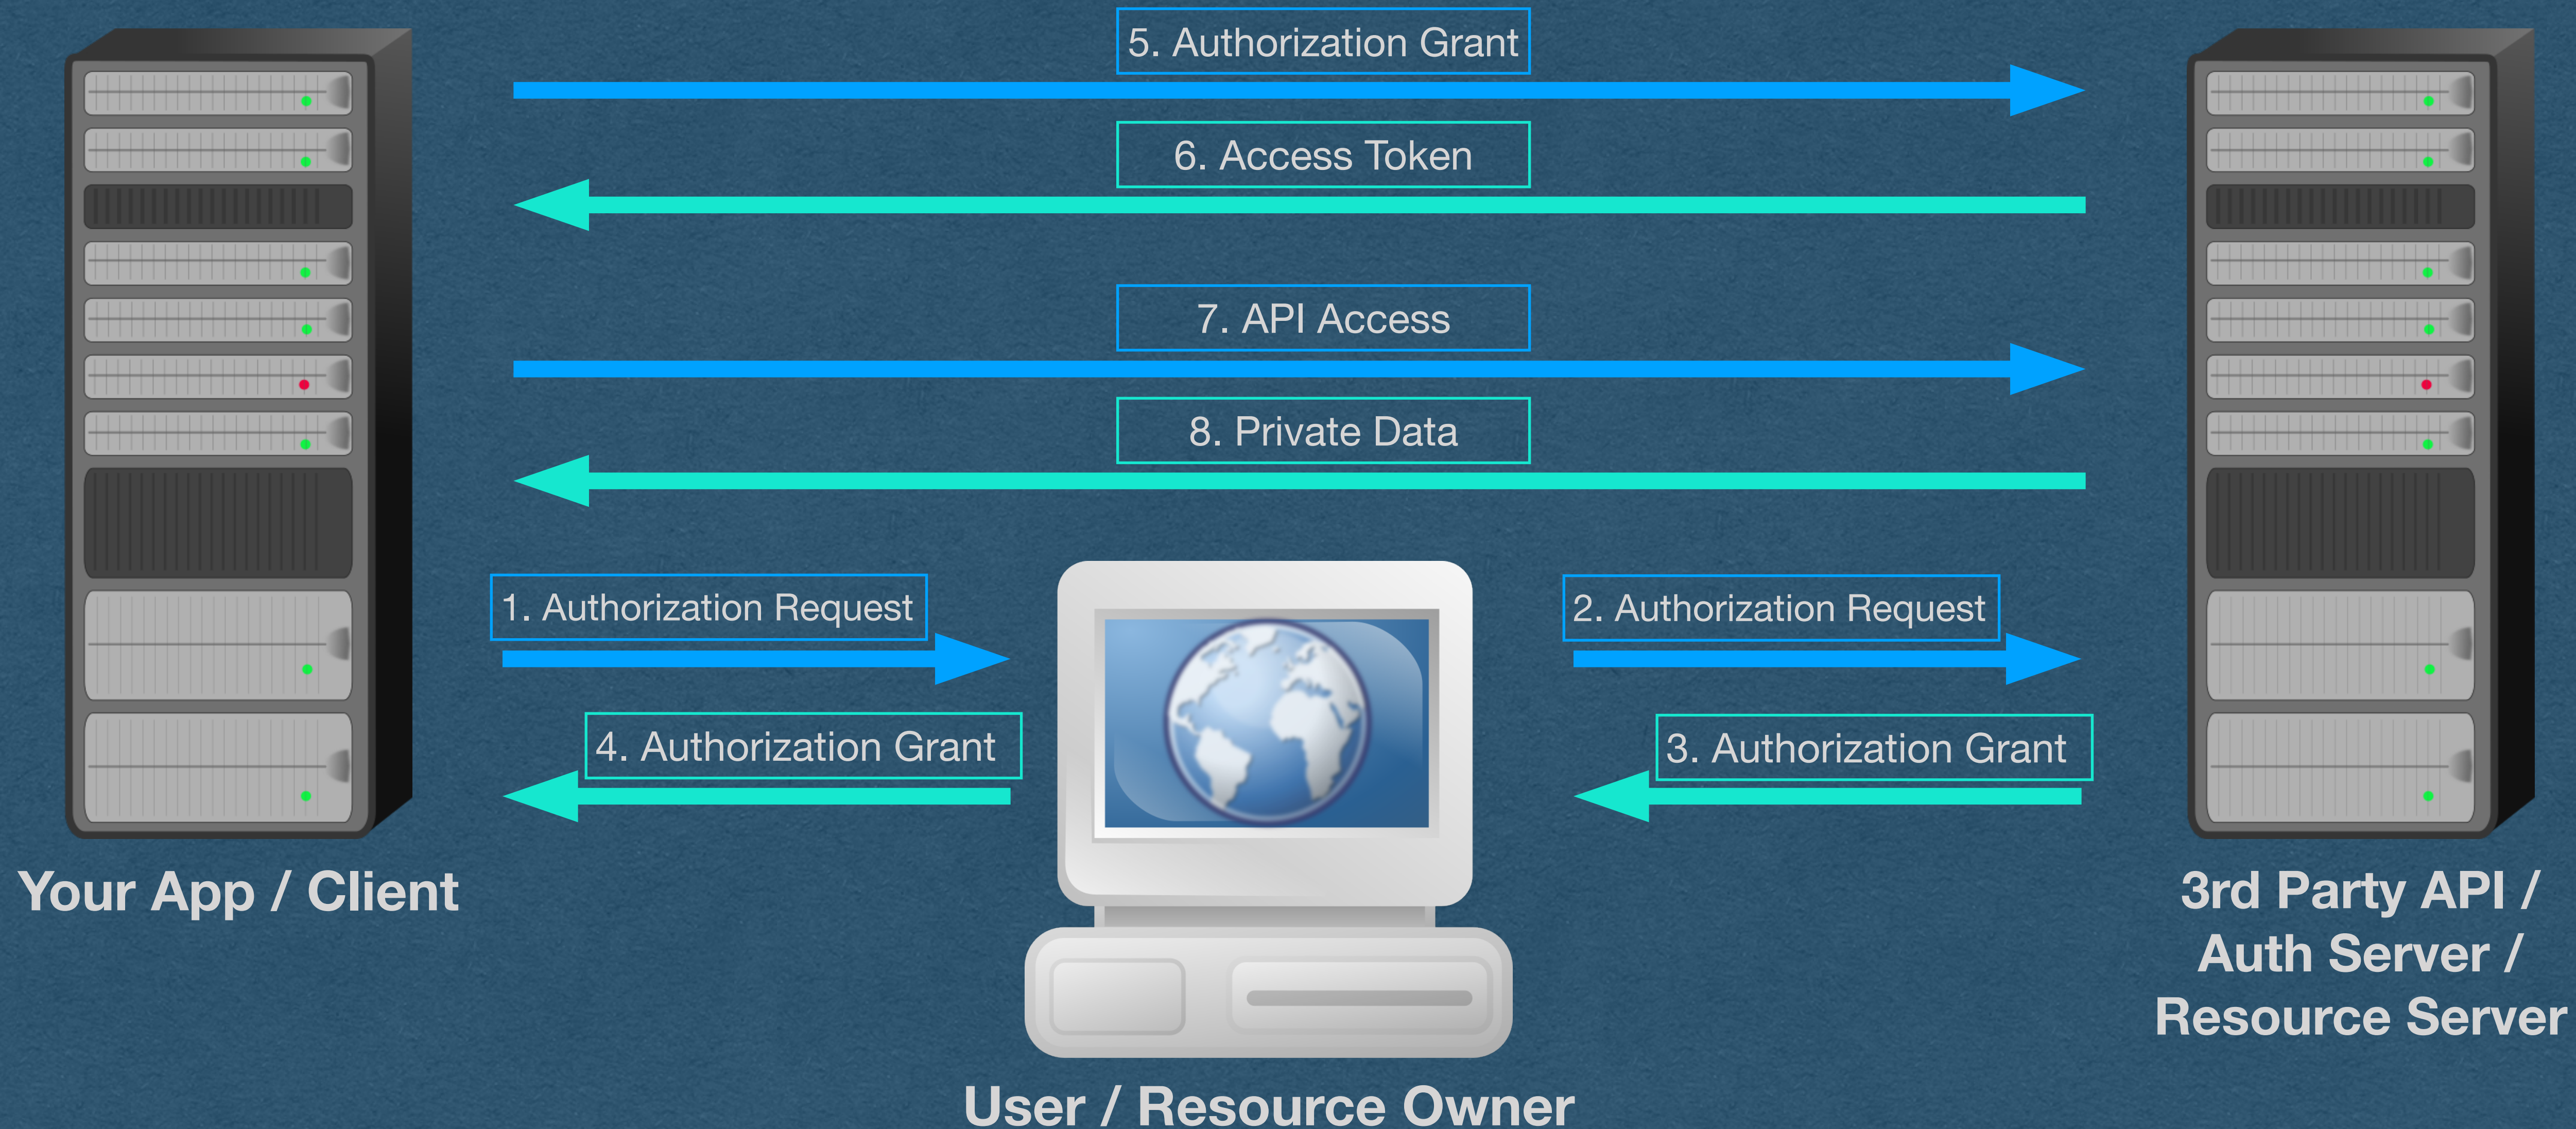 5. Authorization Grant
6. Access Token
7. API Access
8. Private Data
1. Authorization Request
2. Authorization Request
4. Authorization Grant
3. Authorization Grant
Your App / Client
3rd Party API /
Auth Server /
Resource Server
User / Resource Owner